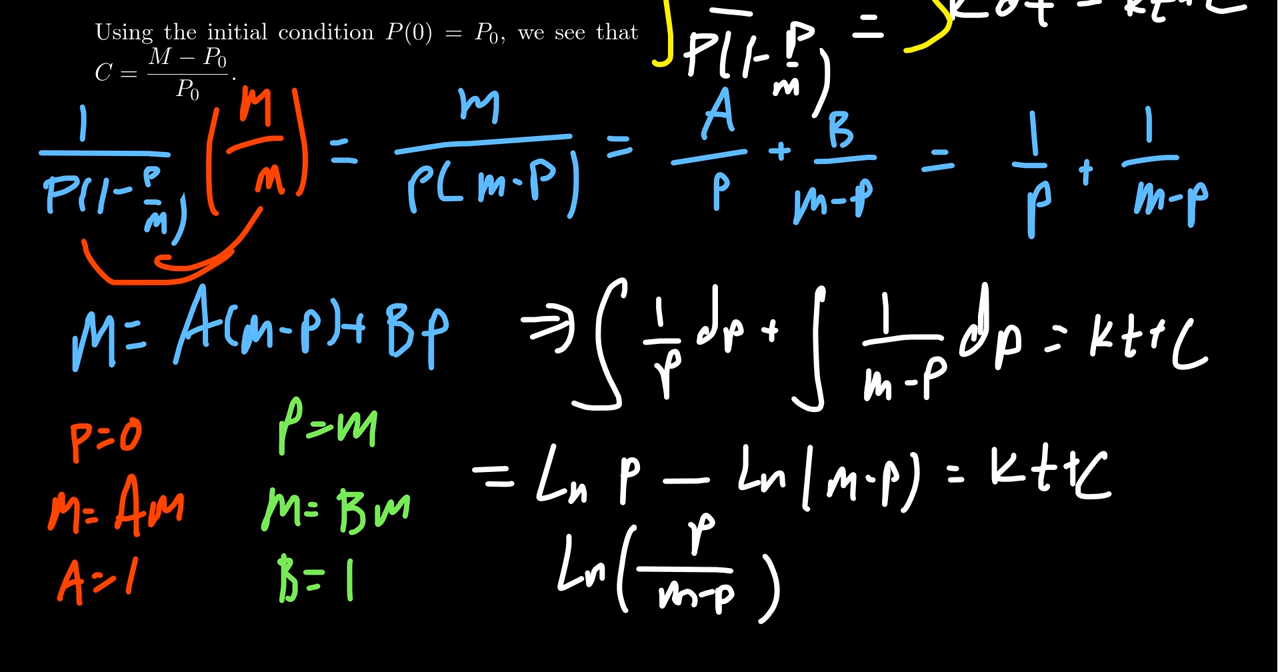 Using the initial condition P(0) = P₀, we see that
C = (M − P₀)/P₀.
∫ 1/(P(1-P/m)) = ∫ kdt = kt+C
1/(P(1-P/m)) (M/m) = m/(P(m-P)) = A/P + B/(m-P) = 1/P + 1/(m-p)
M = A(m-p)+ Bp
⇒ ∫ 1/P dp + ∫ 1/(m-P) dp = kt+C
P=0
P=m
= Ln P − Ln(m-p) = kt+C
M= Am
M= Bm
Ln(P/(m-p))
A=1
B= 1